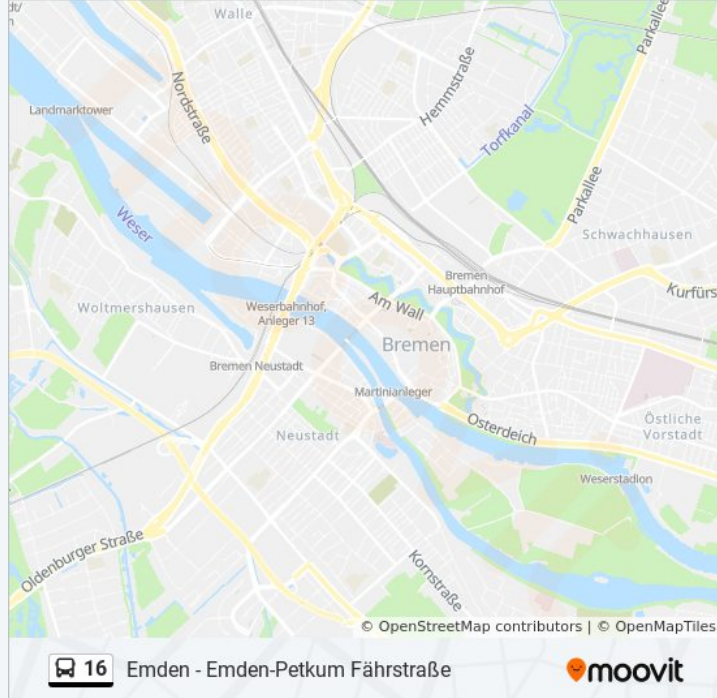 Walle
Parkallee
Hemmstraße
Nordstraße
Landmarktower
Torfkanal
Parkallee
Weser
Schwachhausen
Bremen
Hauptbahnhof
Kurfürs
Am Wall
Woltmershausen
Weserbahnhof,
Anleger 13
Bremen
Bremen Neustadt
Martinianleger
Osterdeich
Östliche
Vorstadt
Neustadt
Weserstadion
Oldenburger Straße
Kornstraße
© OpenStreetMap contributors | © OpenMapTiles
16 Emden - Emden-Petkum Fährstraße
moovit